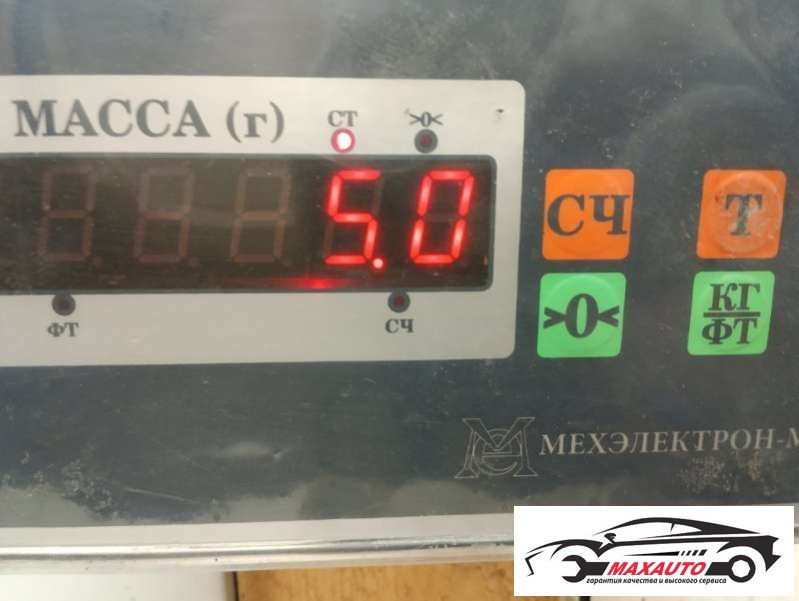 МАССА (г)
СТ
>0<
5.0
ФТ
СЧ
СЧ
Т
>0<
КГ
ФТ
МЕХЭЛЕКТРОН-М
MAXAUTO
гарантия качества и высокого сервиса